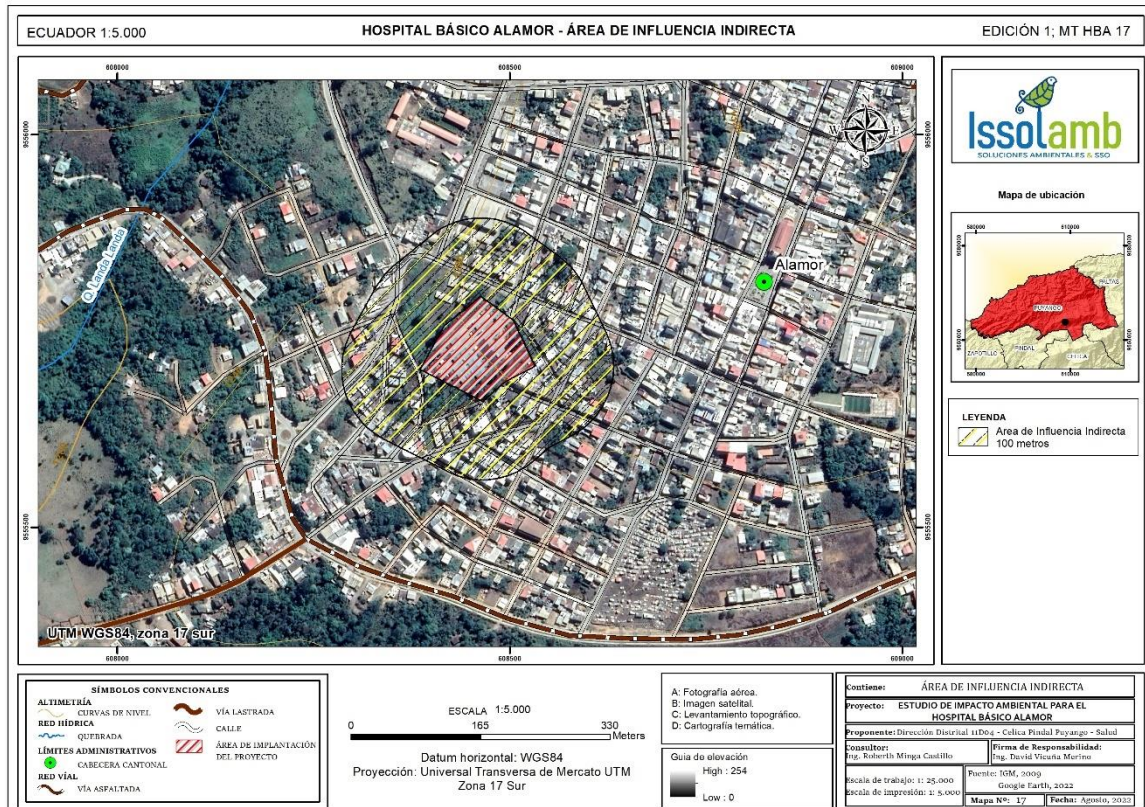 ECUADOR 1:5.000
HOSPITAL BÁSICO ALAMOR - ÁREA DE INFLUENCIA INDIRECTA
EDICIÓN 1; MT HBA 17
608000
608500
609000
9556000
9556000
Q. Landa Landa
Alamor
9555500
9555500
UTM WGS84, zona 17 sur
608000
608500
609000
Issolamb
SOLUCIONES AMBIENTALES & SSO
Mapa de ubicación
PALTAS
PUYANGO
ZAPOTILLO
PINDAL
CELICA
LEYENDA
Area de Influencia Indirecta
100 metros
SÍMBOLOS CONVENCIONALES
ALTIMETRÍA
CURVAS DE NIVEL
RED HÍDRICA
QUEBRADA
LÍMITES ADMINISTRATIVOS
CABECERA CANTONAL
RED VÍAL
VÍA ASFALTADA
VÍA LASTRADA
CALLE
ÁREA DE IMPLANTACIÓN
DEL PROYECTO
ESCALA 1:5.000
0 165 330
Meters
Datum horizontal: WGS84
Proyección: Universal Transversa de Mercato UTM
Zona 17 Sur
A: Fotografía aérea.
B: Imagen satelital.
C: Levantamiento topográfico.
D: Cartografía temática.
Guia de elevación
High : 254
Low : 0
Contiene: ÁREA DE INFLUENCIA INDIRECTA
Proyecto: ESTUDIO DE IMPACTO AMBIENTAL PARA EL
HOSPITAL BÁSICO ALAMOR
Proponente: Dirección Distrital 11D04 - Celica Pindal Puyango - Salud
Consultor:
Ing. Roberth Minga Castillo
Firma de Responsabilidad:
Ing. David Vicuña Merino
Escala de trabajo: 1: 25.000
Escala de impresión: 1: 5.000
Fuente: IGM, 2009
Google Earth, 2022
Mapa Nº: 17
Fecha: Agosto, 2022